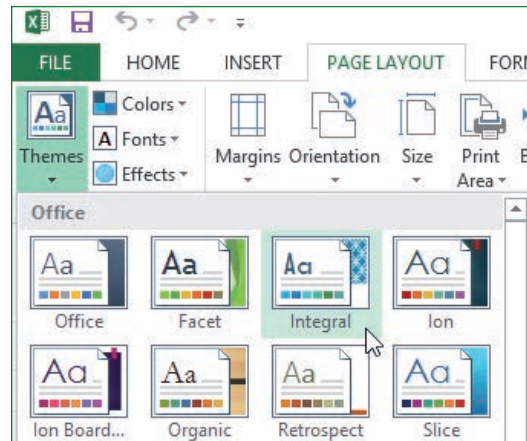 FILE HOME INSERT PAGE LAYOUT FORM
Aa Colors
A Fonts
Themes Effects Margins Orientation Size Print
Area
Office
Aa Aa Aa Aa
Office Facet Integral Ion
Aa Aa Aa Aa
Ion Board... Organic Retrospect Slice